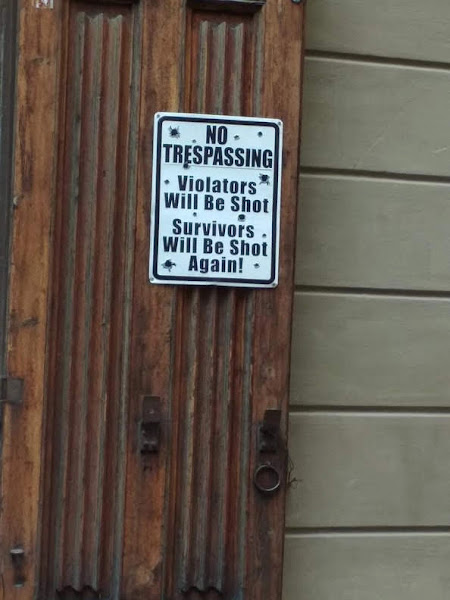 NO
TRESPASSING
Violators
Will Be Shot
Survivors
Will Be Shot
Again!